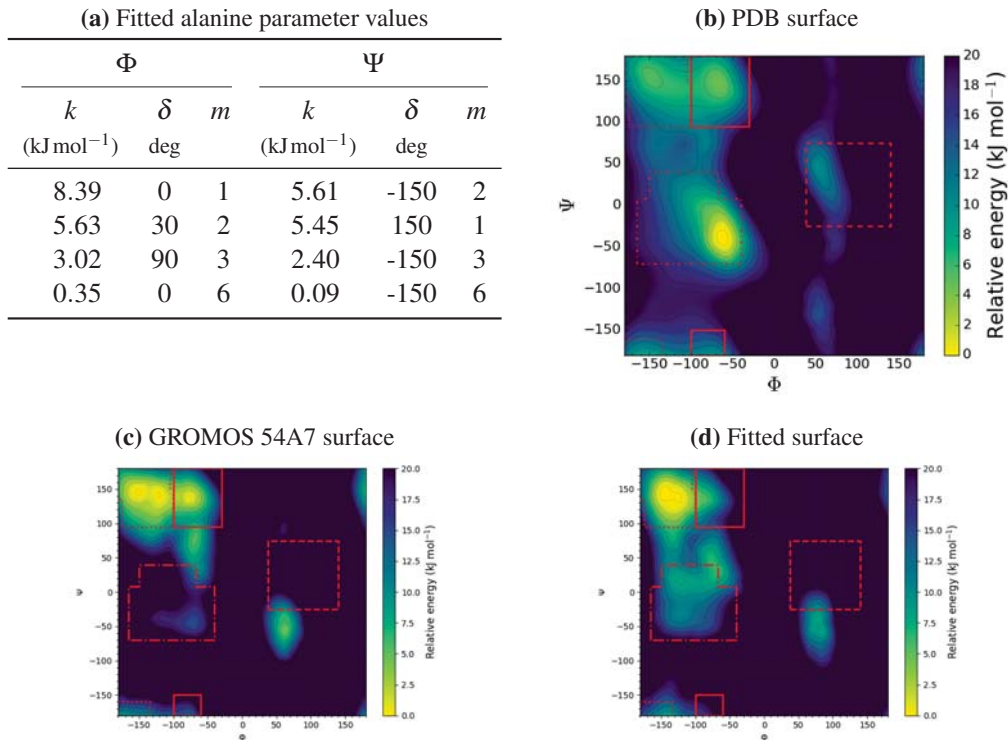 (a) Fitted alanine parameter values
Φ Ψ
k δ m k δ m
(kJ mol⁻¹) deg (kJ mol⁻¹) deg
8.39 0 1 5.61 -150 2
5.63 30 2 5.45 150 1
3.02 90 3 2.40 -150 3
0.35 0 6 0.09 -150 6
(b) PDB surface
150
100
50
0
−50
−100
−150
Ψ
−150 −100 −50 0 50 100 150
Φ
20
18
16
14
12
10
8
6
4
2
0
Relative energy (kJ mol⁻¹)
(c) GROMOS 54A7 surface
150
100
50
0
−50
−100
−150
Ψ
−150 −100 −50 0 50 100 150
Φ
20.0
17.5
15.0
12.5
10.0
7.5
5.0
2.5
0.0
Relative energy (kJ mol⁻¹)
(d) Fitted surface
150
100
50
0
−50
−100
−150
Ψ
−150 −100 −50 0 50 100 150
Φ
20.0
17.5
15.0
12.5
10.0
7.5
5.0
2.5
0.0
Relative energy (kJ mol⁻¹)